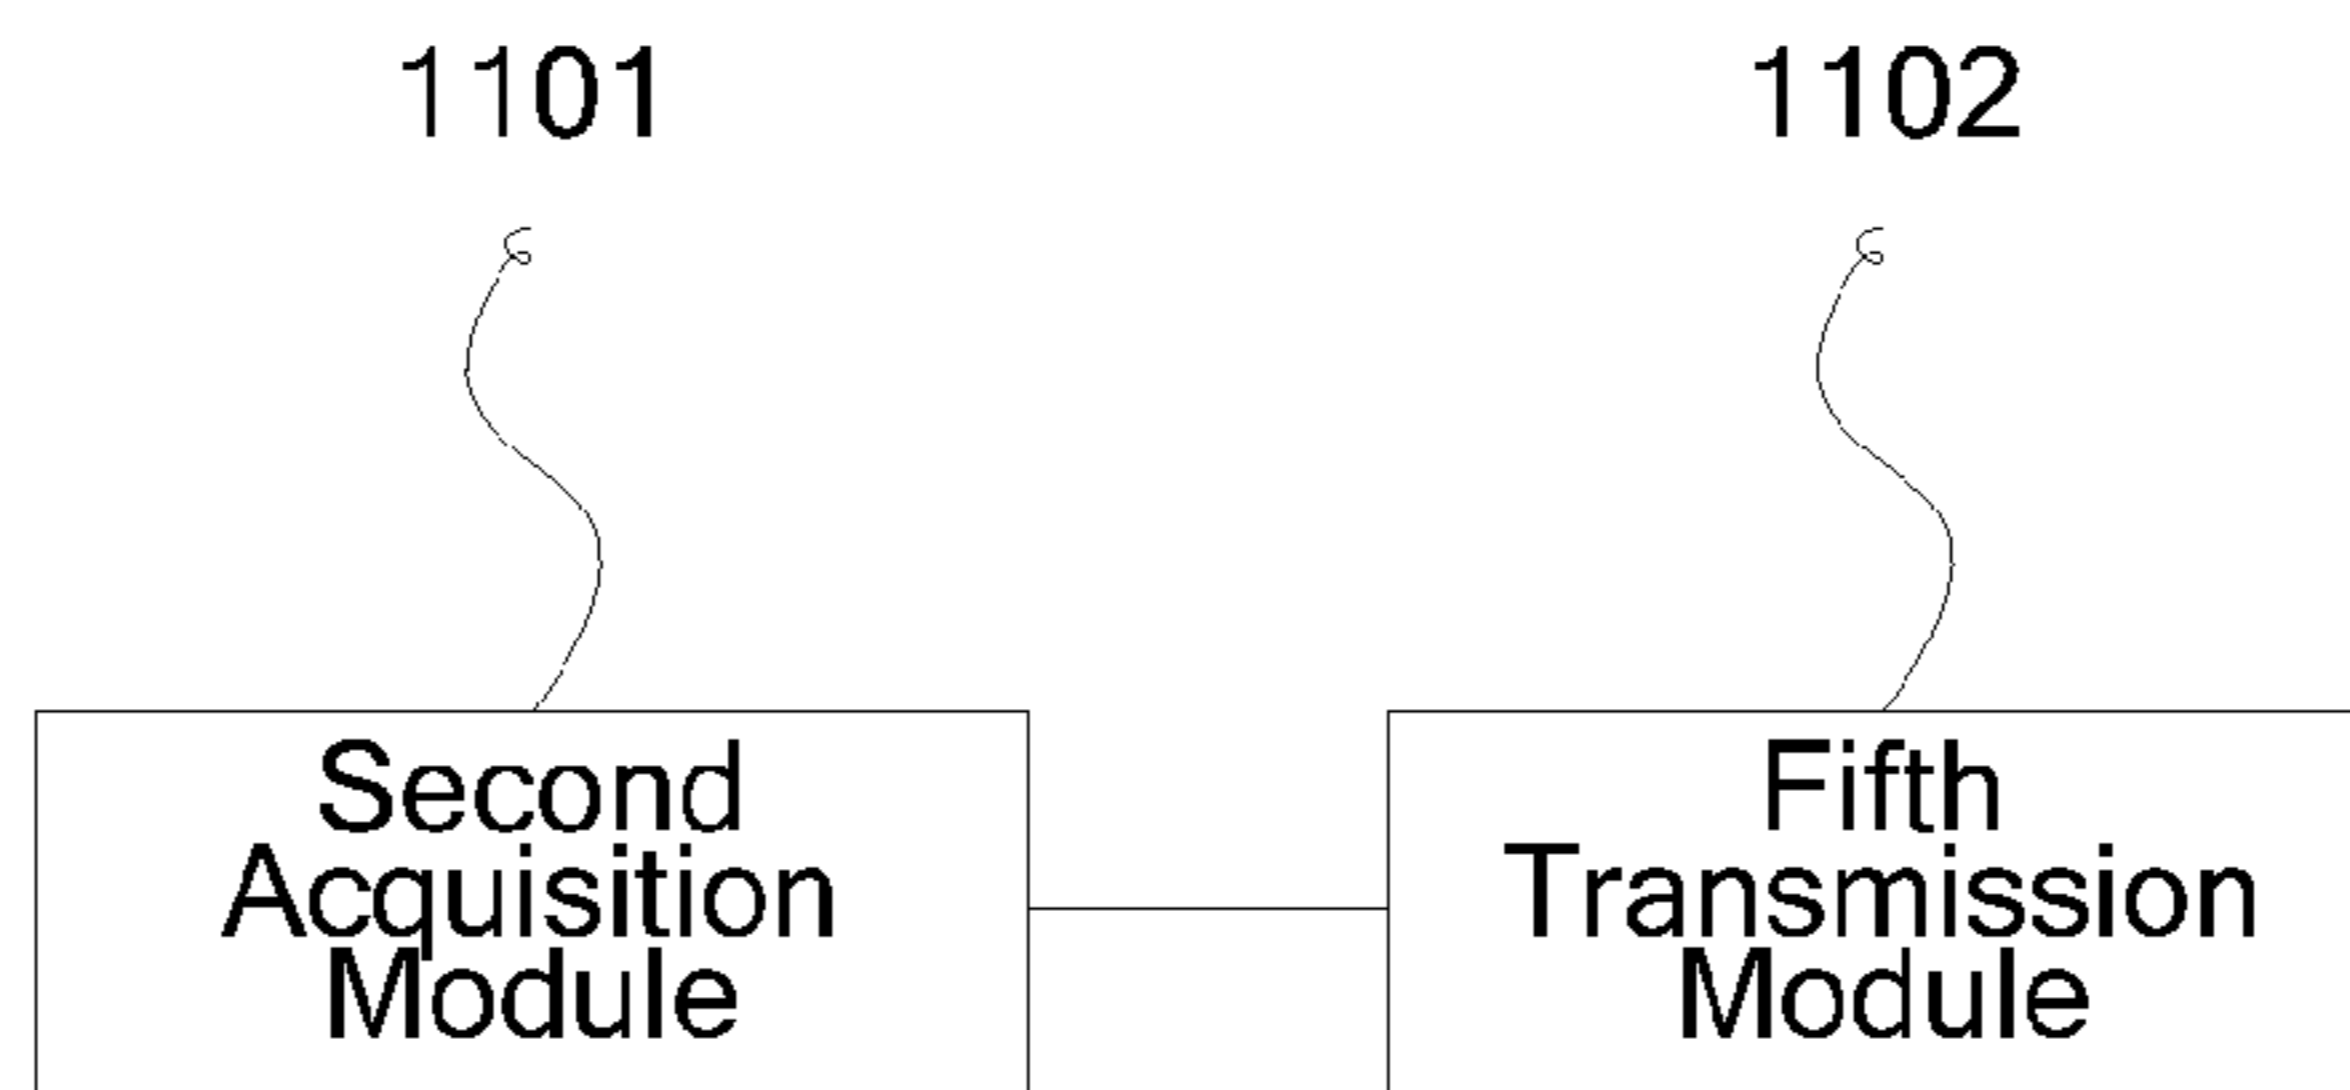 1101
1102
Second
Acquisition
Module
Fifth
Transmission
Module